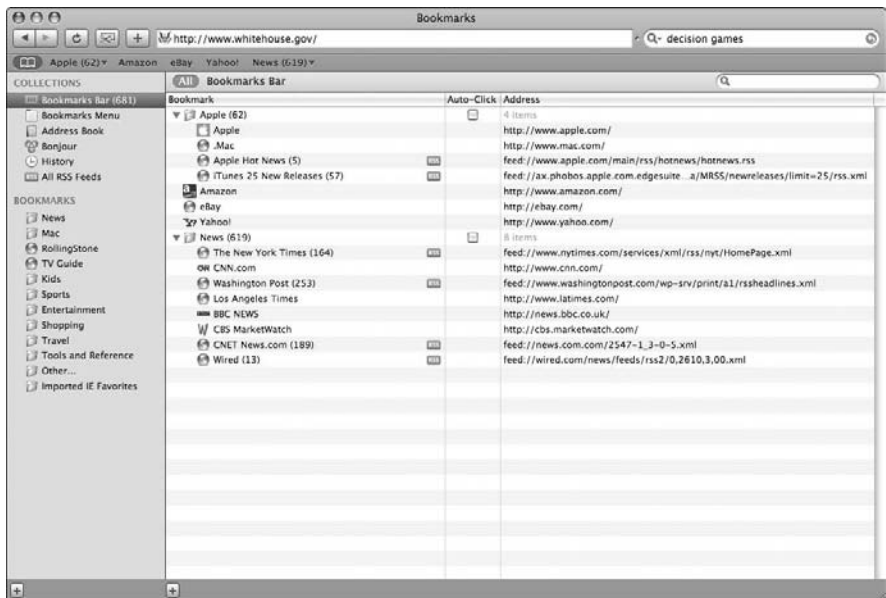 Bookmarks
http://www.whitehouse.gov/
decision games
Apple (62) Amazon eBay Yahoo! News (619)
COLLECTIONS
Bookmarks Bar (681)
Bookmarks Menu
Address Book
Bonjour
History
All RSS Feeds
BOOKMARKS
News
Mac
RollingStone
TV Guide
Kids
Sports
Entertainment
Shopping
Travel
Tools and Reference
Other...
Imported IE Favorites
All Bookmarks Bar
Bookmark Auto-Click Address
Apple (62) 4 items
Apple http://www.apple.com/
.Mac http://www.mac.com/
Apple Hot News (5) RSS feed://www.apple.com/main/rss/hotnews/hotnews.rss
iTunes 25 New Releases (57) RSS feed://ax.phobos.apple.com.edgesuite...a/MRSS/newreleases/limit=25/rss.xml
Amazon http://www.amazon.com/
eBay http://ebay.com/
Yahoo! http://www.yahoo.com/
News (619) 8 items
The New York Times (164) RSS feed://www.nytimes.com/services/xml/rss/nyt/HomePage.xml
CNN.com http://www.cnn.com/
Washington Post (253) RSS feed://www.washingtonpost.com/wp-srv/print/a1/rssheadlines.xml
Los Angeles Times http://www.latimes.com/
BBC NEWS http://news.bbc.co.uk/
CBS MarketWatch http://cbs.marketwatch.com/
CNET News.com (189) RSS feed://news.com.com/2547-1_3-0-5.xml
Wired (13) RSS feed://wired.com/news/feeds/rss2/0,2610,3,00.xml